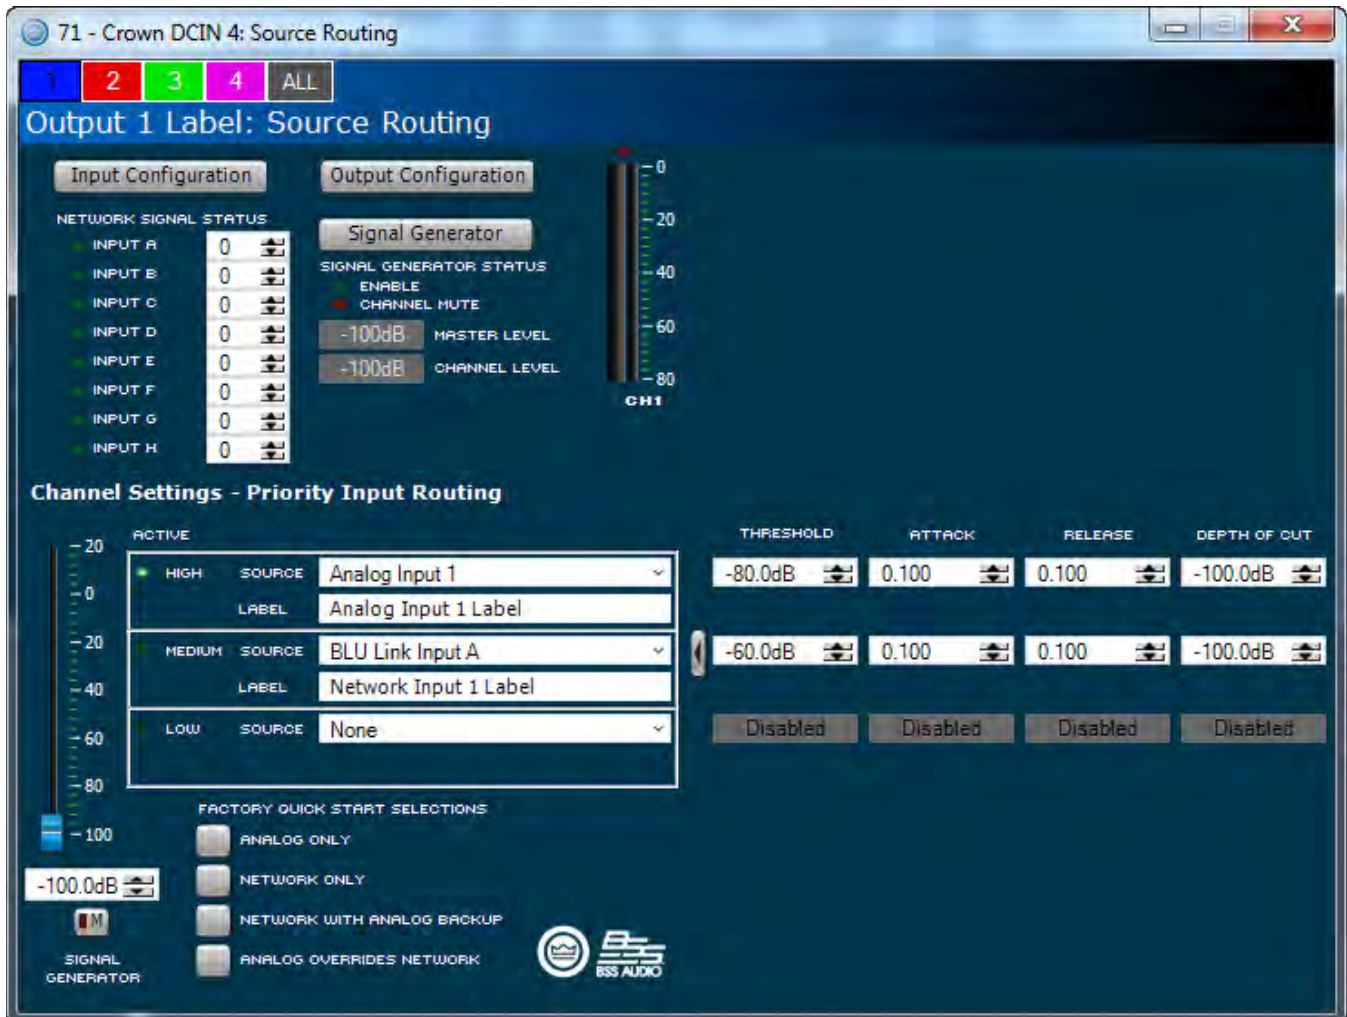 71 - Crown DCIN 4: Source Routing
1 2 3 4 ALL
Output 1 Label: Source Routing
Input Configuration Output Configuration
0
NETWORK SIGNAL STATUS
Signal Generator
-20
INPUT A 0
SIGNAL GENERATOR STATUS
INPUT B 0
-40
ENABLE
INPUT C 0
CHANNEL MUTE
INPUT D 0
-100dB MASTER LEVEL
-60
INPUT E 0
-100dB CHANNEL LEVEL
-80
INPUT F 0
CH1
INPUT G 0
INPUT H 0
Channel Settings - Priority Input Routing
ACTIVE THRESHOLD ATTACK RELEASE DEPTH OF CUT
-20
HIGH SOURCE Analog Input 1 -80.0dB 0.100 0.100 -100.0dB
-0
LABEL Analog Input 1 Label
-20
MEDIUM SOURCE BLU Link Input A -60.0dB 0.100 0.100 -100.0dB
-40
LABEL Network Input 1 Label
-60
LOW SOURCE None Disabled Disabled Disabled Disabled
-80
FACTORY QUICK START SELECTIONS
-100
ANALOG ONLY
-100.0dB
NETWORK ONLY
M
NETWORK WITH ANALOG BACKUP
SIGNAL GENERATOR
ANALOG OVERRIDES NETWORK
BSS
BSS AUDIO